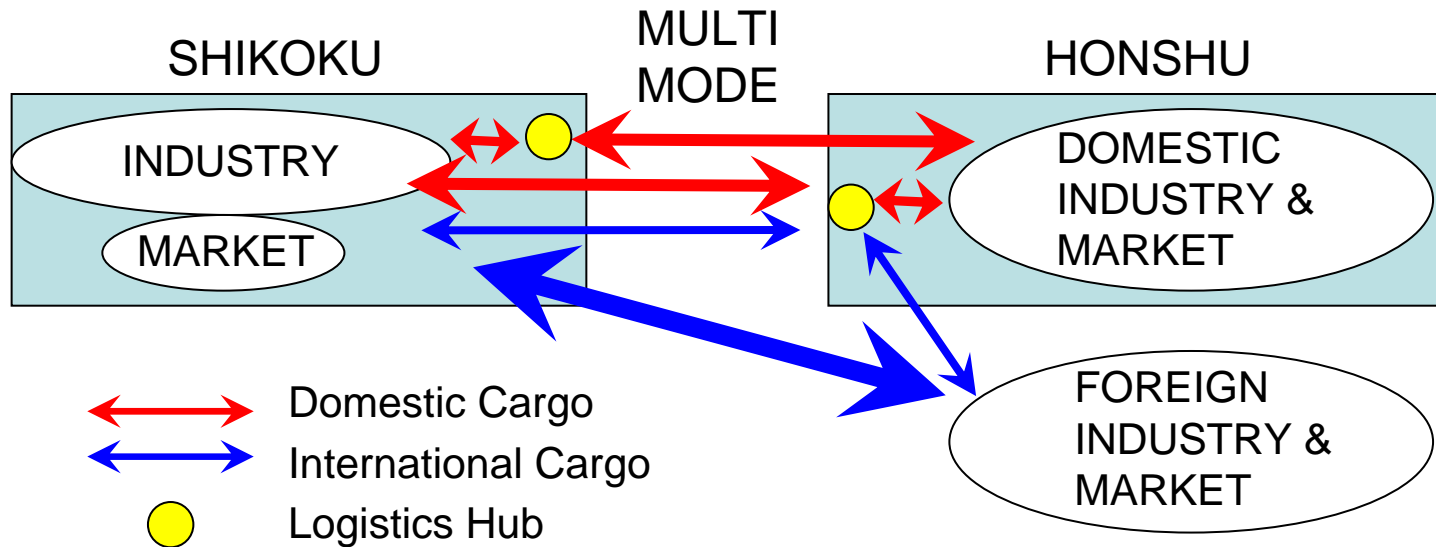 MULTI
MODE
SHIKOKU
HONSHU
INDUSTRY
MARKET
DOMESTIC
INDUSTRY &
MARKET
FOREIGN
INDUSTRY &
MARKET
Domestic Cargo
International Cargo
Logistics Hub